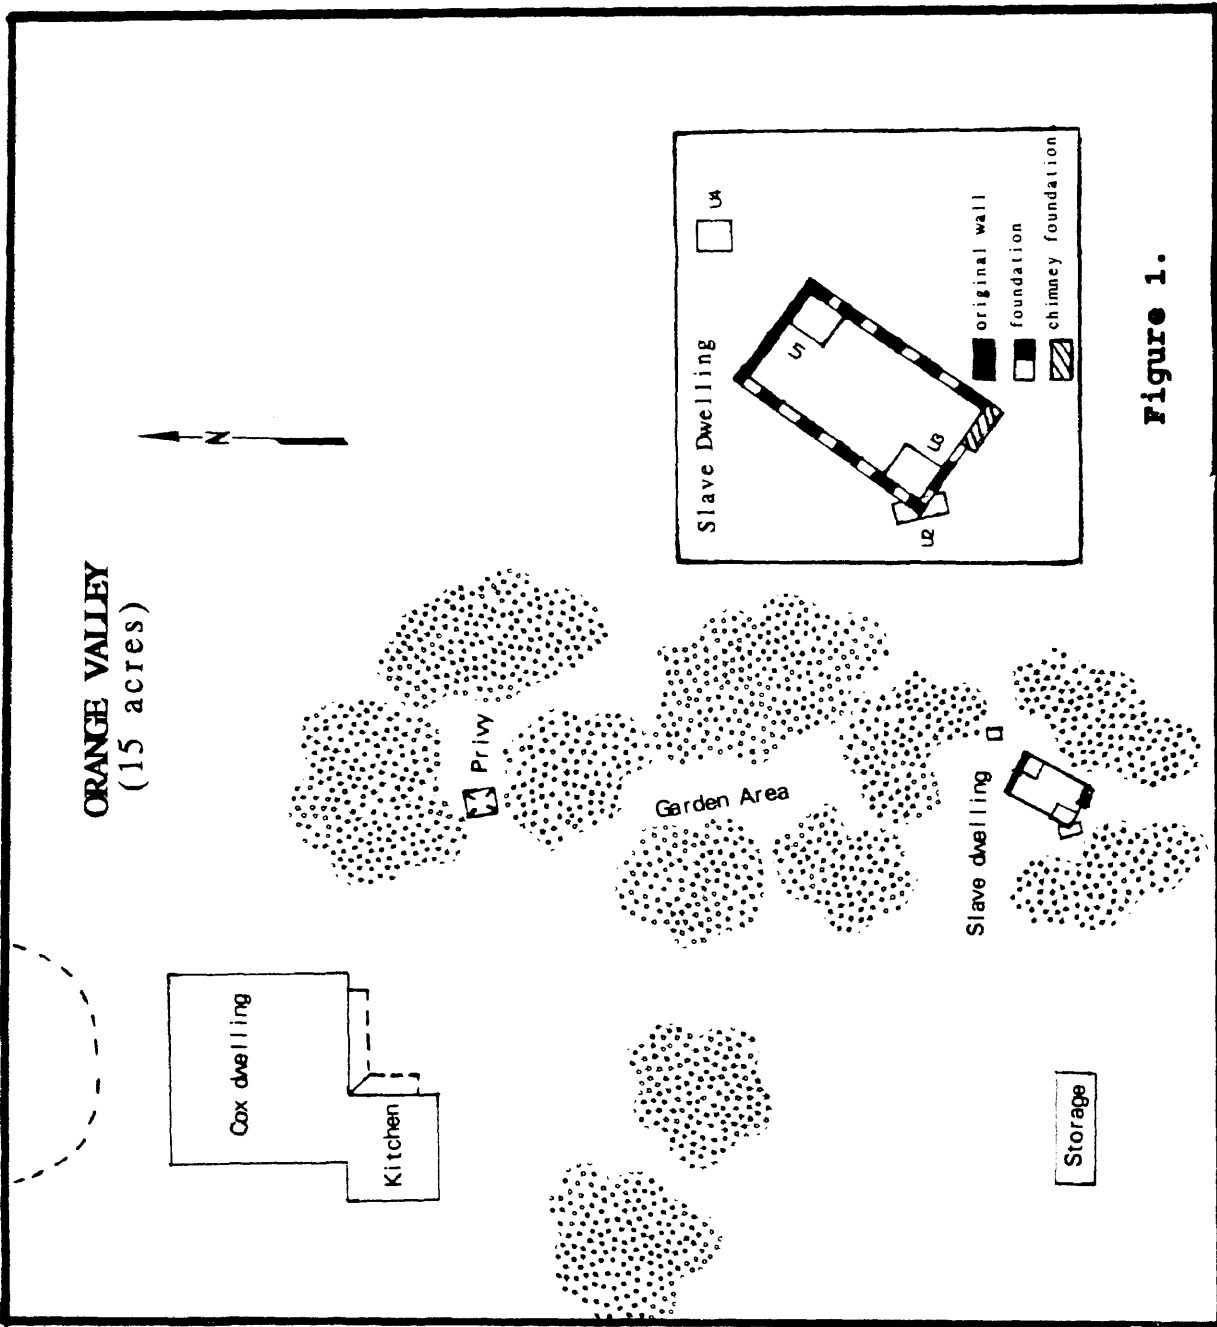 ORANGE VALLEY
(15 acres)
N
Cox dwelling
Kitchen
Privy
Garden Area
Slave dwelling
Storage
Slave Dwelling
U4
U3
U2
original wall
foundation
chimney foundation
Figure 1.